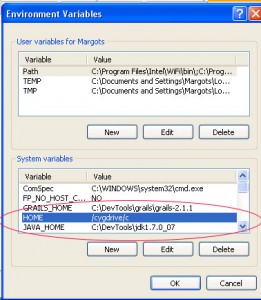 Environment Variables
User variables for Margots
Variable Value
Path C:\Program Files\Intel\WiFi\bin\;C:\Prog...
TEMP C:\Documents and Settings\Margots\Lo...
TMP C:\Documents and Settings\Margots\Lo...
New Edit Delete
System variables
Variable Value
ComSpec C:\WINDOWS\system32\cmd.exe
FP_NO_HOST_C... NO
GRAILS_HOME C:\DevTools\grails\grails-2.1.1
HOME /cygdrive/c
JAVA_HOME C:\DevTools\jdk1.7.0_07
New Edit Delete
OK Cancel